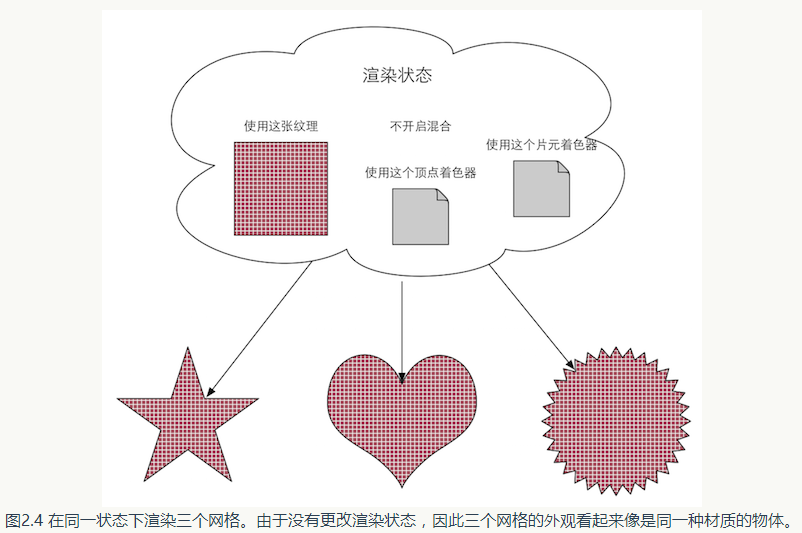 渲染状态
使用这张纹理
不开启混合
使用这个片元着色器
使用这个顶点着色器
图2.4 在同一状态下渲染三个网格。由于没有更改渲染状态，因此三个网格的外观看起来像是同一种材质的物体。